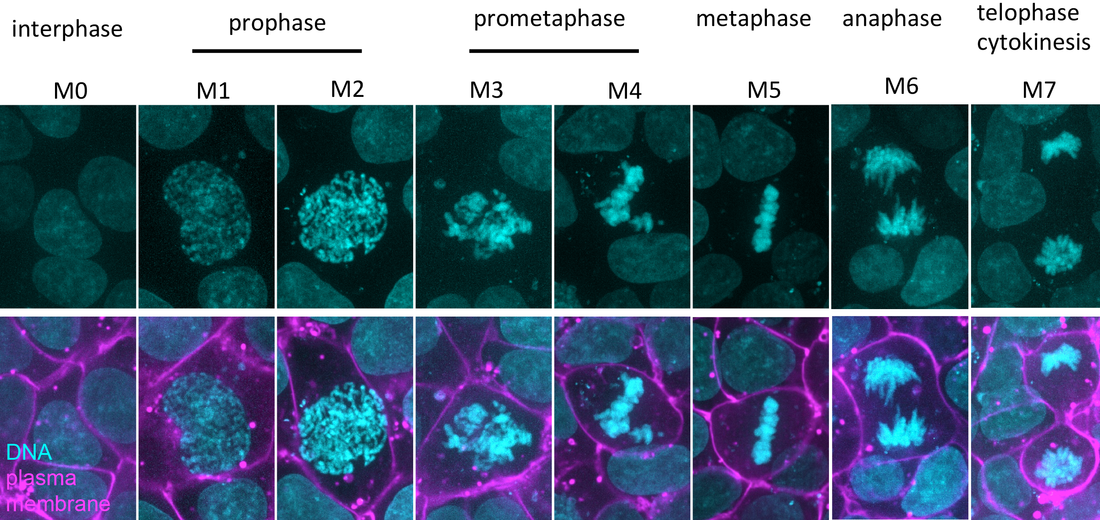 interphase
prophase
prometaphase
metaphase
anaphase
telophase
cytokinesis
M0
M1
M2
M3
M4
M5
M6
M7
DNA
plasma
membrane